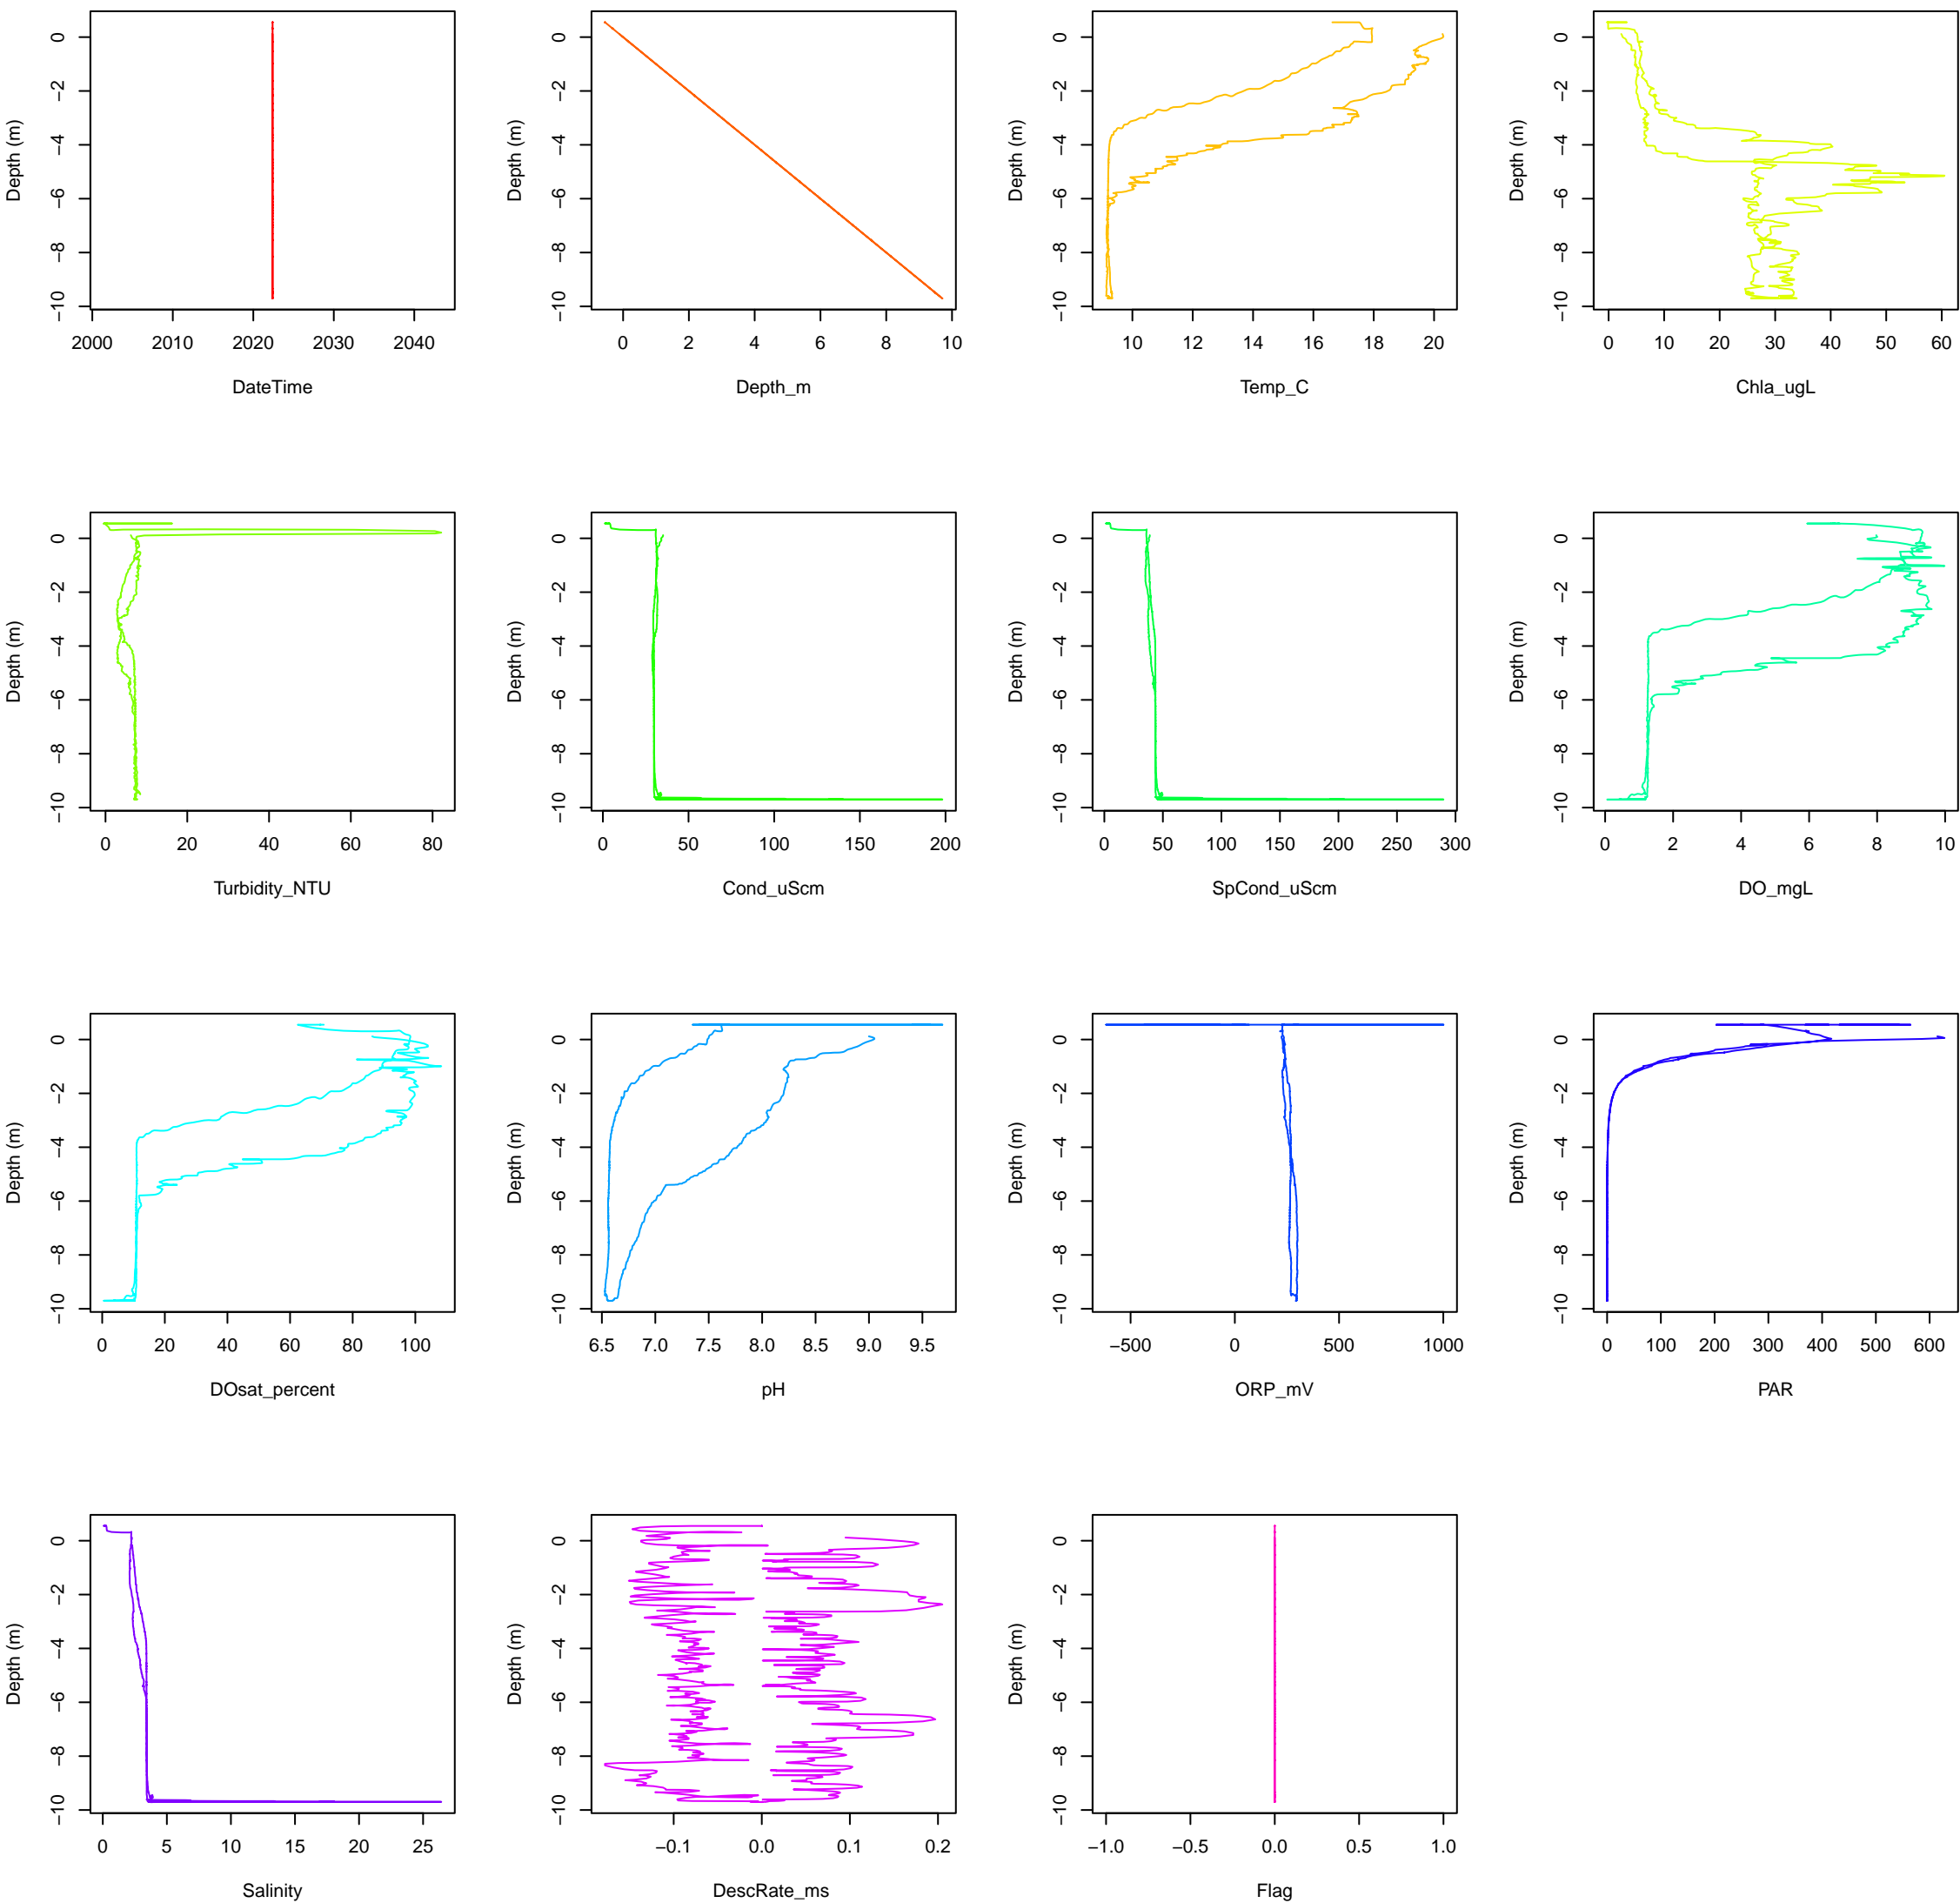 Depth (m)
0
−2
−4
−6
−8
−10
2000 2010 2020 2030 2040
DateTime
Depth (m)
0
−2
−4
−6
−8
−10
0 2 4 6 8 10
Depth_m
Depth (m)
0
−2
−4
−6
−8
−10
10 12 14 16 18 20
Temp_C
Depth (m)
0
−2
−4
−6
−8
−10
0 10 20 30 40 50 60
Chla_ugL
Depth (m)
0
−2
−4
−6
−8
−10
0 20 40 60 80
Turbidity_NTU
Depth (m)
0
−2
−4
−6
−8
−10
0 50 100 150 200
Cond_uScm
Depth (m)
0
−2
−4
−6
−8
−10
0 50 100 150 200 250 300
SpCond_uScm
Depth (m)
0
−2
−4
−6
−8
−10
0 2 4 6 8 10
DO_mgL
Depth (m)
0
−2
−4
−6
−8
−10
0 20 40 60 80 100
DOsat_percent
Depth (m)
0
−2
−4
−6
−8
−10
6.5 7.0 7.5 8.0 8.5 9.0 9.5
pH
Depth (m)
0
−2
−4
−6
−8
−10
−500 0 500 1000
ORP_mV
Depth (m)
0
−2
−4
−6
−8
−10
0 100 200 300 400 500 600
PAR
Depth (m)
0
−2
−4
−6
−8
−10
0 5 10 15 20 25
Salinity
Depth (m)
0
−2
−4
−6
−8
−10
−0.1 0.0 0.1 0.2
DescRate_ms
Depth (m)
0
−2
−4
−6
−8
−10
−1.0 −0.5 0.0 0.5 1.0
Flag